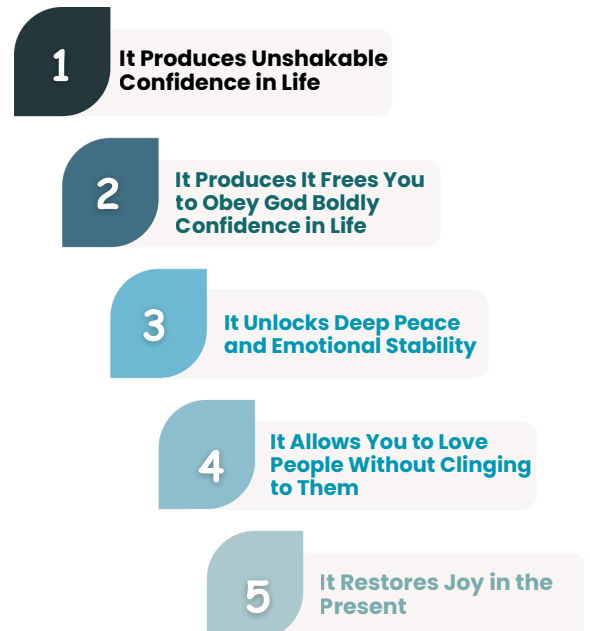 1
It Produces Unshakable
Confidence in Life
2
It Produces It Frees You
to Obey God Boldly
Confidence in Life
3
It Unlocks Deep Peace
and Emotional Stability
4
It Allows You to Love
People Without Clinging
to Them
5
It Restores Joy in the
Present